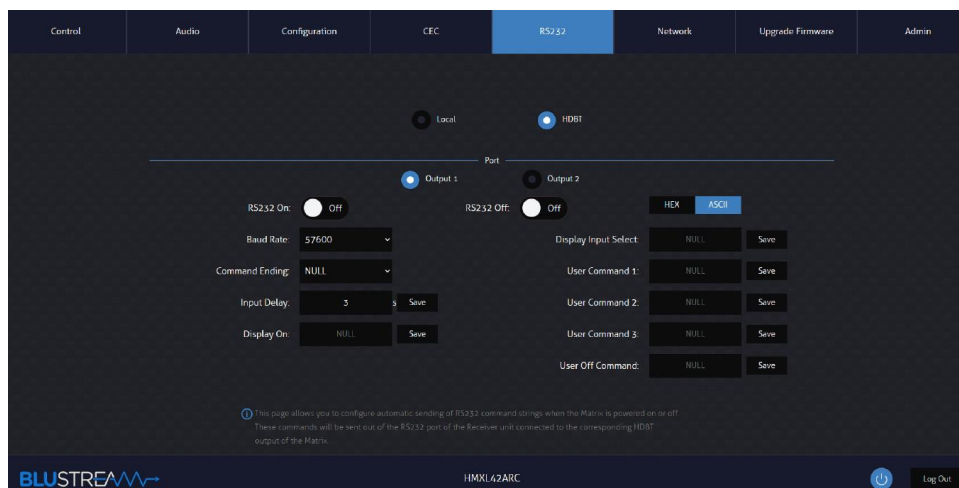 Control Audio Configuration CEC RS232 Network Upgrade Firmware Admin
Local HDBT
Port
Output 1 Output 2
RS232 On: Off RS232 Off: Off HEX ASCII
Baud Rate: 57600 Display Input Select: NULL Save
Command Ending: NULL User Command 1: NULL Save
Input Delay: 3 s Save User Command 2: NULL Save
Display On: NULL Save User Command 3: NULL Save
User Off Command: NULL Save
This page allows you to configure automatic sending of RS232 command strings when the Matrix is powered on or off.
These commands will be sent out of the RS232 port of the Receiver unit connected to the corresponding HDBT
output of the Matrix.
BLUSTREAM HMXL42ARC Log Out